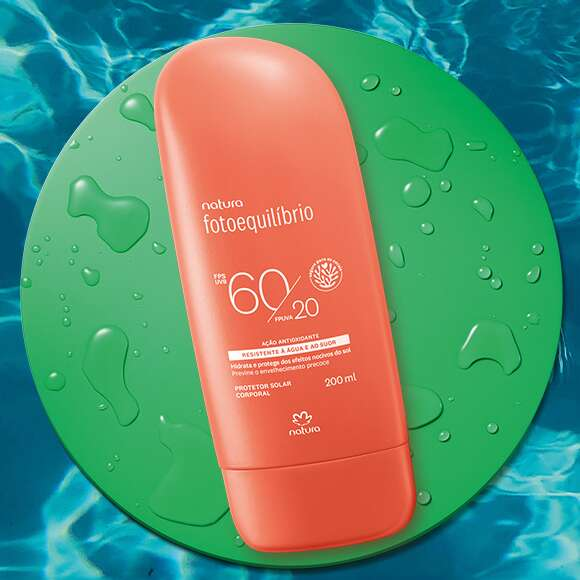 natura
fotoequilíbrio
FPS
UVB
60/20
FPUVA
AÇÃO ANTIOXIDANTE
RESISTENTE À ÁGUA E AO SUOR
Hidrata e protege dos efeitos nocivos do sol
Previne o envelhecimento precoce
PROTETOR SOLAR
CORPORAL
200 ml
natura